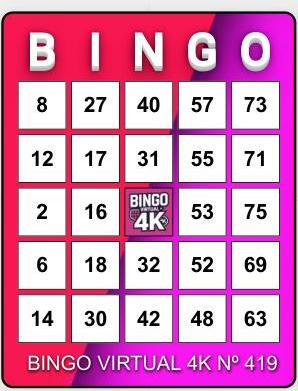 B I N G O
8 27 40 57 73
12 17 31 55 71
2 16 BINGO VIRTUAL 4K 53 75
6 18 32 52 69
14 30 42 48 63
BINGO VIRTUAL 4K Nº 419